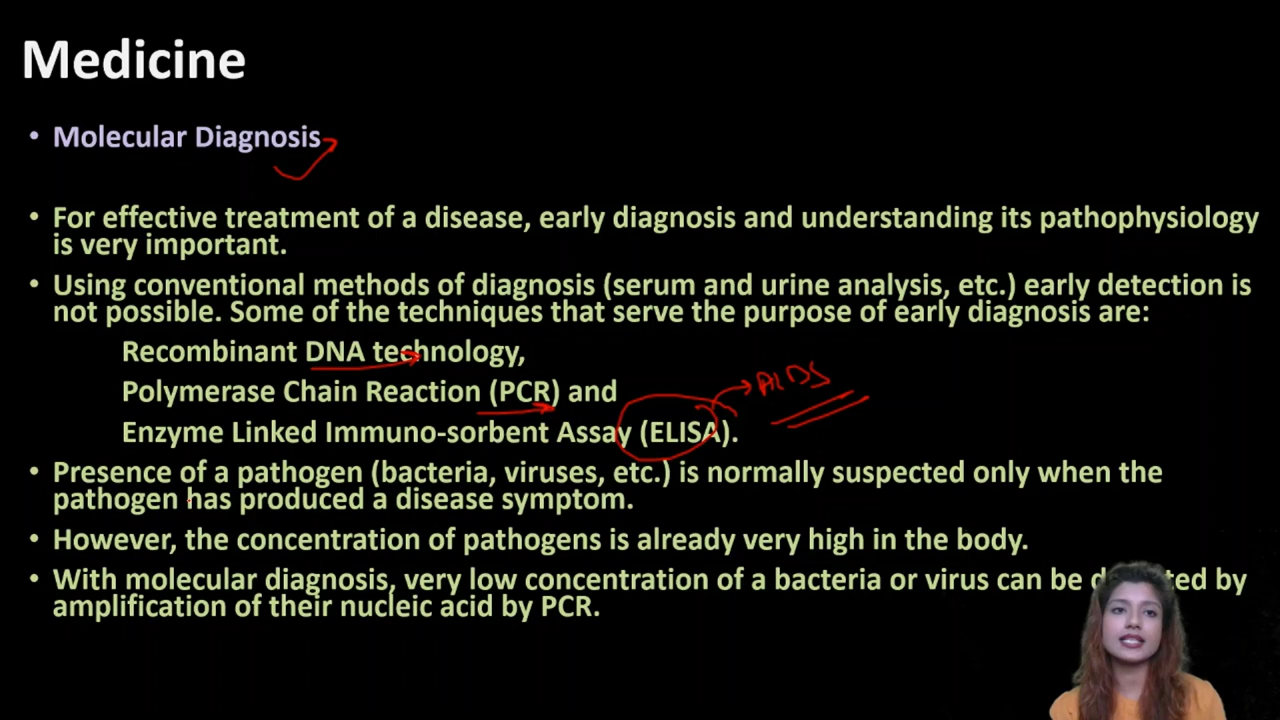 Medicine
• Molecular Diagnosis
• For effective treatment of a disease, early diagnosis and understanding its pathophysiology
is very important.
• Using conventional methods of diagnosis (serum and urine analysis, etc.) early detection is
not possible. Some of the techniques that serve the purpose of early diagnosis are:
Recombinant DNA technology,
Polymerase Chain Reaction (PCR) and
AIDS
Enzyme Linked Immuno-sorbent Assay (ELISA).
• Presence of a pathogen (bacteria, viruses, etc.) is normally suspected only when the
pathogen has produced a disease symptom.
• However, the concentration of pathogens is already very high in the body.
• With molecular diagnosis, very low concentration of a bacteria or virus can be by
amplification of their nucleic acid by PCR.